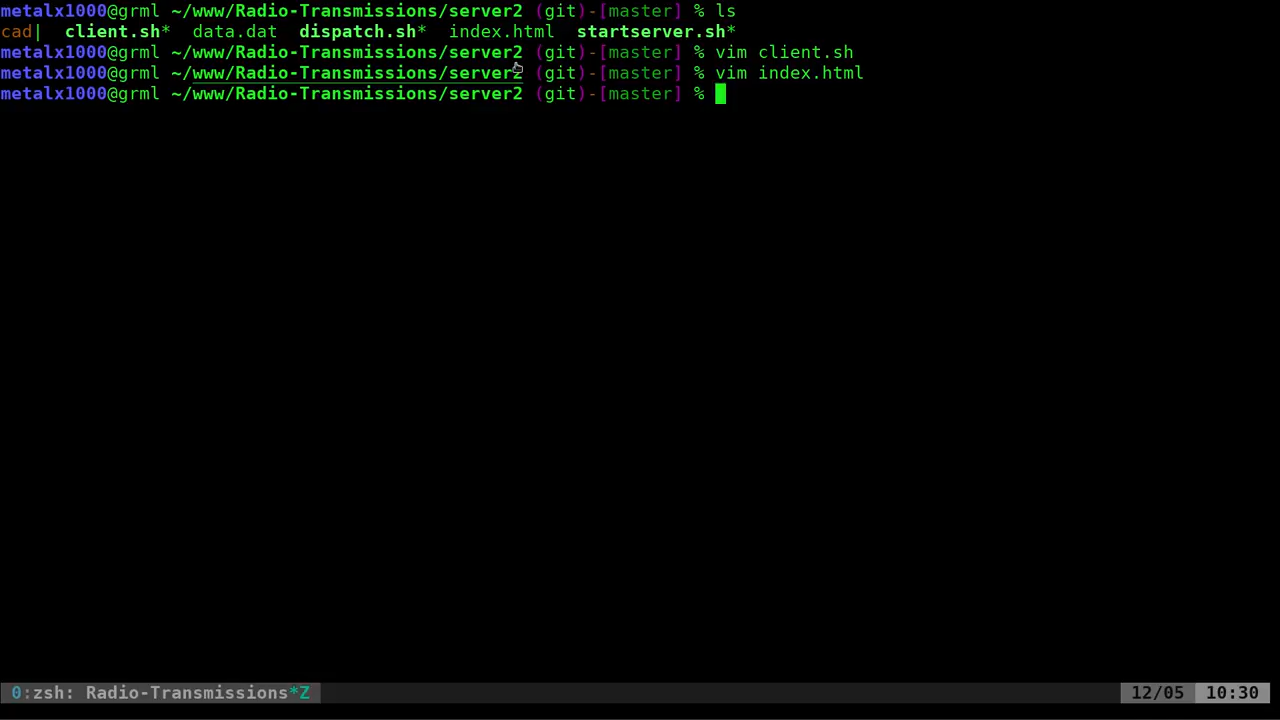 metalx1000@grml ~/www/Radio-Transmissions/server2 (git)-[master] % ls
cad|  client.sh*  data.dat  dispatch.sh*  index.html  startserver.sh*
metalx1000@grml ~/www/Radio-Transmissions/server2 (git)-[master] % vim client.sh
metalx1000@grml ~/www/Radio-Transmissions/server2 (git)-[master] % vim index.html
metalx1000@grml ~/www/Radio-Transmissions/server2 (git)-[master] %
0:zsh: Radio-Transmissions*Z 12/05 10:30